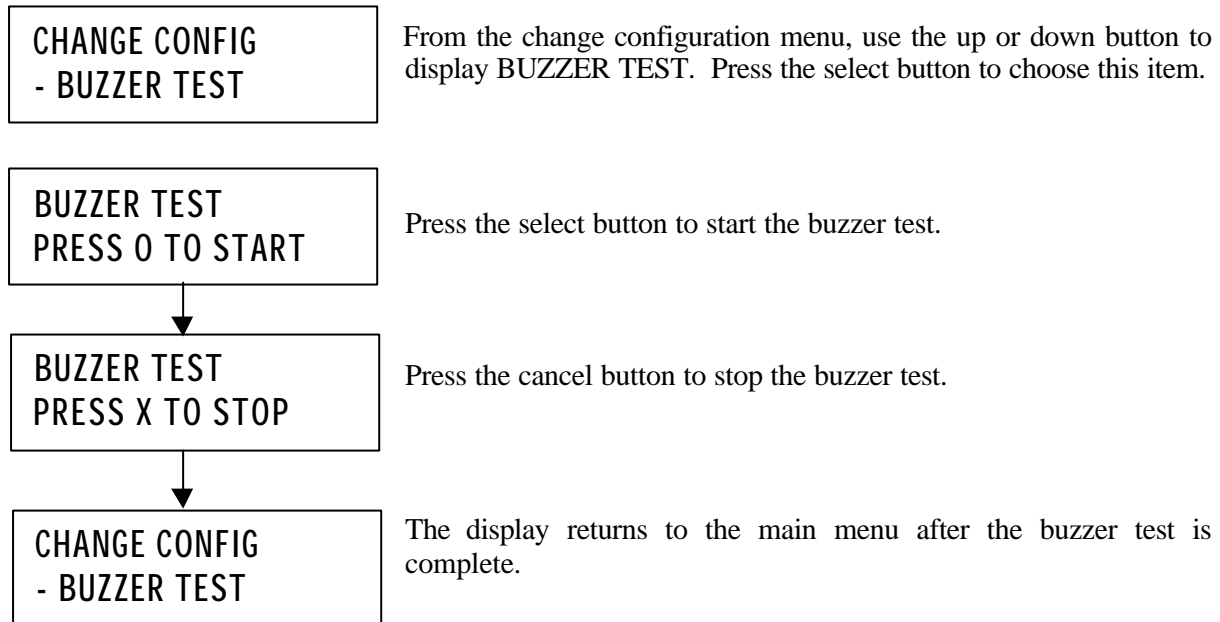 CHANGE CONFIG
- BUZZER TEST
From the change configuration menu, use the up or down button to
display BUZZER TEST. Press the select button to choose this item.
BUZZER TEST
PRESS O TO START
Press the select button to start the buzzer test.
BUZZER TEST
PRESS X TO STOP
Press the cancel button to stop the buzzer test.
CHANGE CONFIG
- BUZZER TEST
The display returns to the main menu after the buzzer test is
complete.